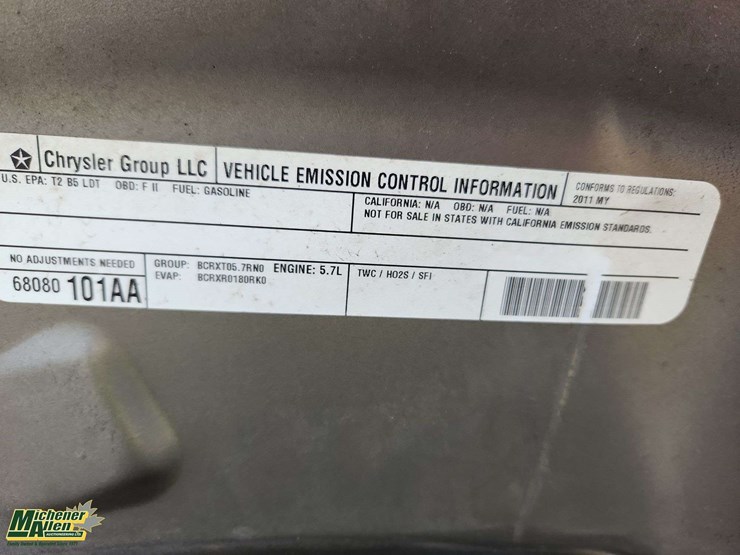 Chrysler Group LLC VEHICLE EMISSION CONTROL INFORMATION
CONFORMS TO REGULATIONS:
2011 MY
U.S. EPA: T2 B5 LDT OBD: F II FUEL: GASOLINE
CALIFORNIA: N/A OBD: N/A FUEL: N/A
NOT FOR SALE IN STATES WITH CALIFORNIA EMISSION STANDARDS.
NO ADJUSTMENTS NEEDED
68080 101AA
GROUP: BCRXT05.7RN0 ENGINE: 5.7L
EVAP: BCRXR0180RK0
TWC / HO2S / SFI
MICHENER
ALLEN
AUCTIONEERING LTD.